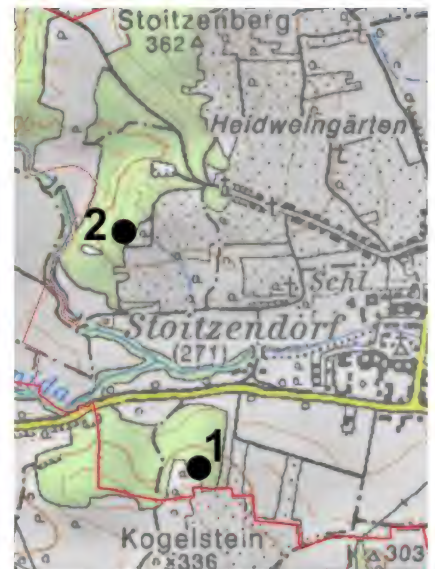 Stoitzenberg
362
Heidweingärten
2
Schl.
Stoitzendorf
(271)
1
Kogelstein
336
303